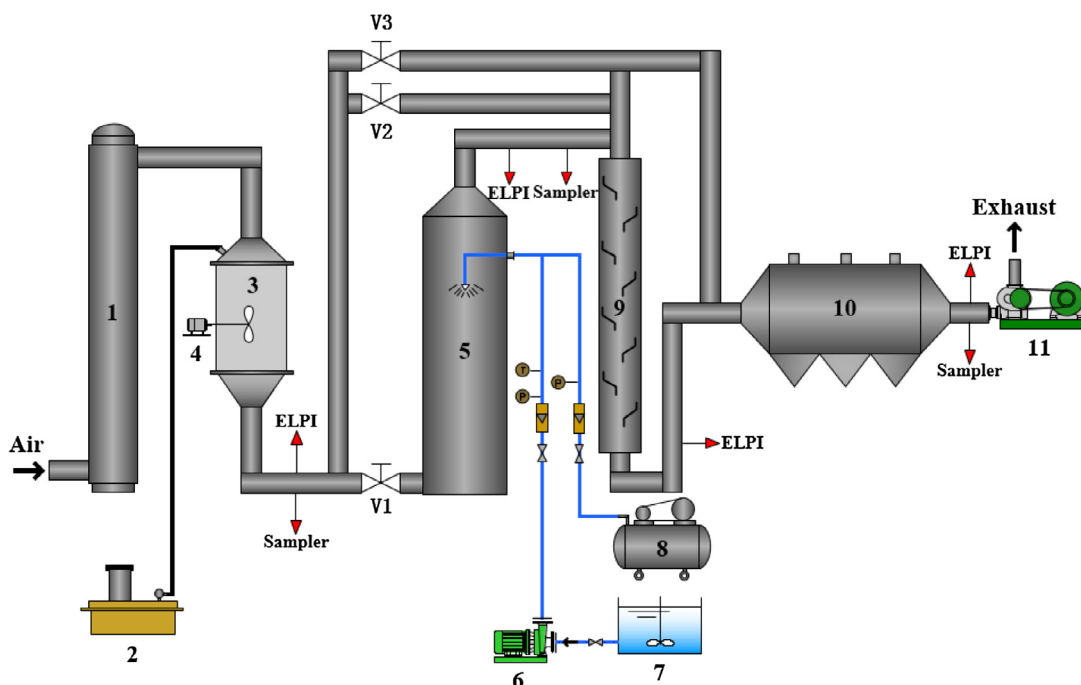 V3
V2
ELPI
Sampler
Exhaust
ELPI
1
3
4
5
9
10
11
T
P
P
Sampler
Air
ELPI
ELPI
V1
Sampler
8
2
6
7